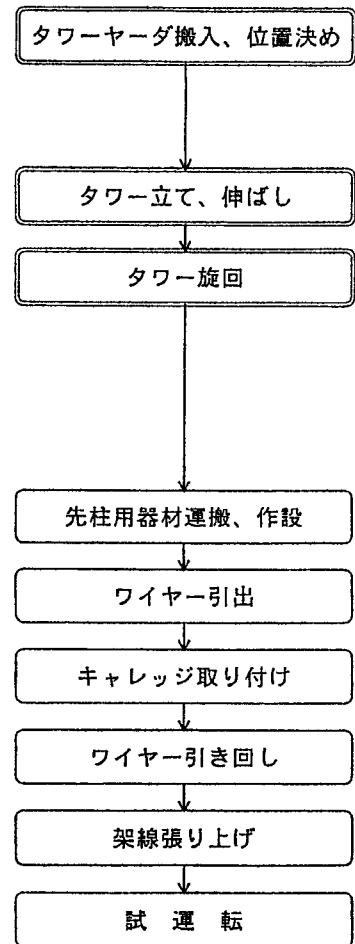 タワーヤーダ搬入、位置決め
タワー立て、伸ばし
タワー旋回
先柱用器材運搬、作設
ワイヤー引出
キャレッジ取り付け
ワイヤー引き回し
架線張り上げ
試運転